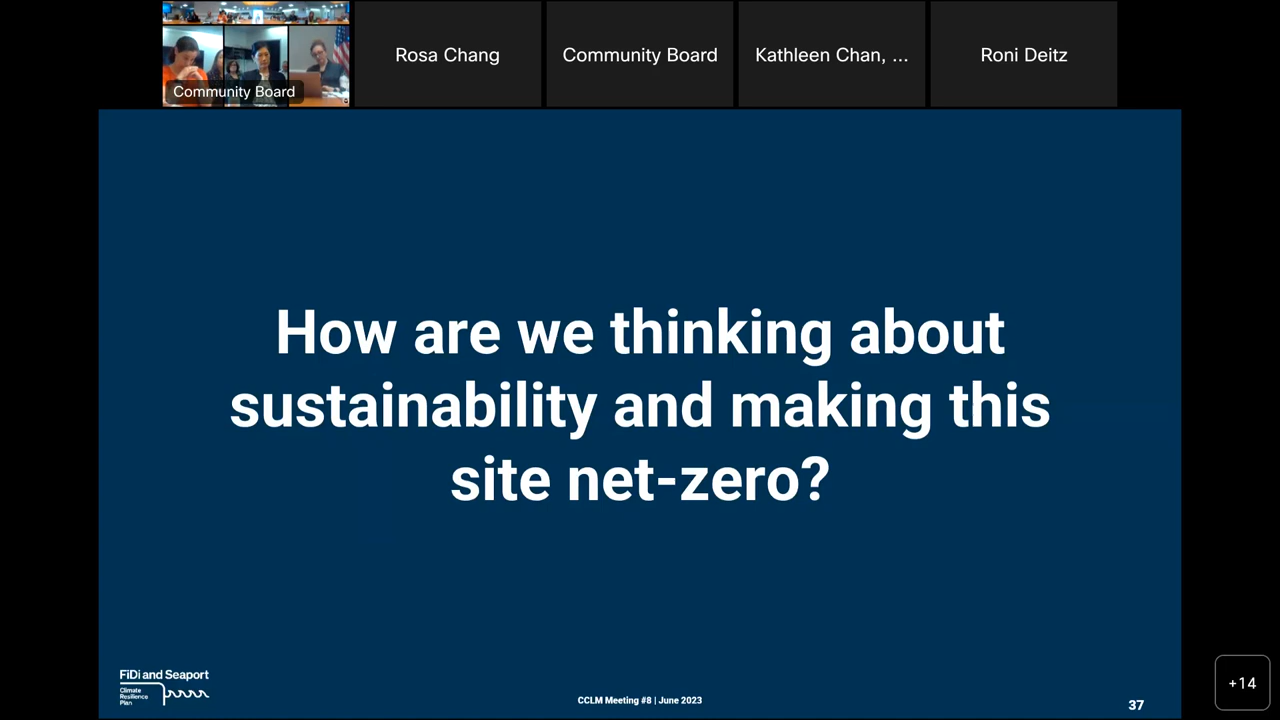 Community Board
Rosa Chang
Community Board
Kathleen Chan, ...
Roni Deitz
How are we thinking about
sustainability and making this
site net-zero?
FiDi and Seaport
Climate
Resilience
Plan
CCLM Meeting #8 | June 2023
37
+14